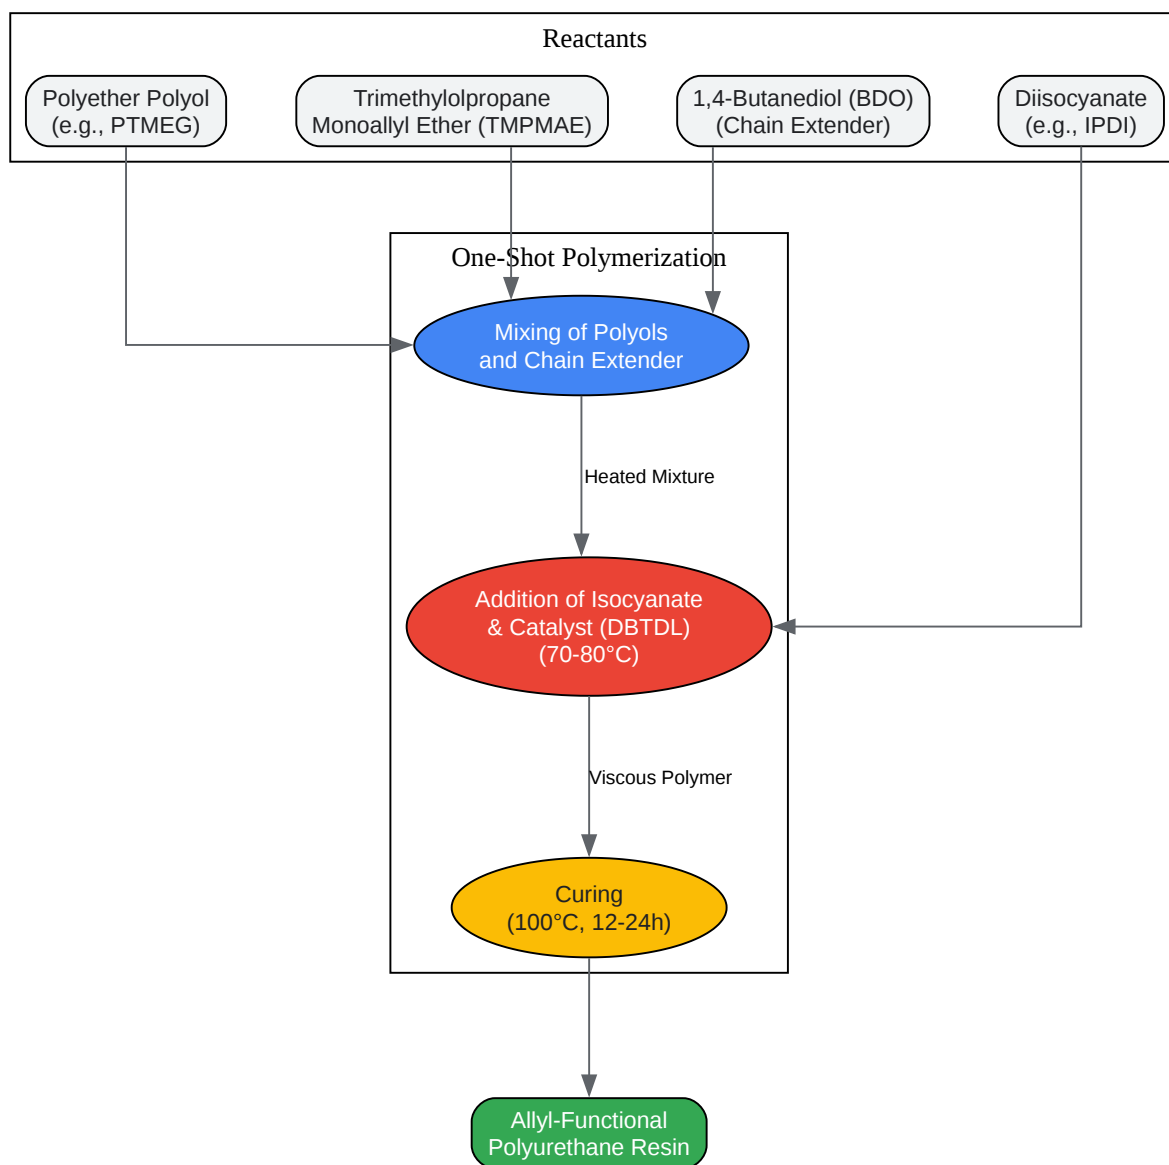 Reactants
Polyether Polyol
(e.g., PTMEG)
Trimethylolpropane
Monoallyl Ether (TMPMAE)
1,4-Butanediol (BDO)
(Chain Extender)
Diisocyanate
(e.g., IPDI)
One-Shot Polymerization
Mixing of Polyols
and Chain Extender
Heated Mixture
Addition of Isocyanate
& Catalyst (DBTDL)
(70-80°C)
Viscous Polymer
Curing
(100°C, 12-24h)
Allyl-Functional
Polyurethane Resin